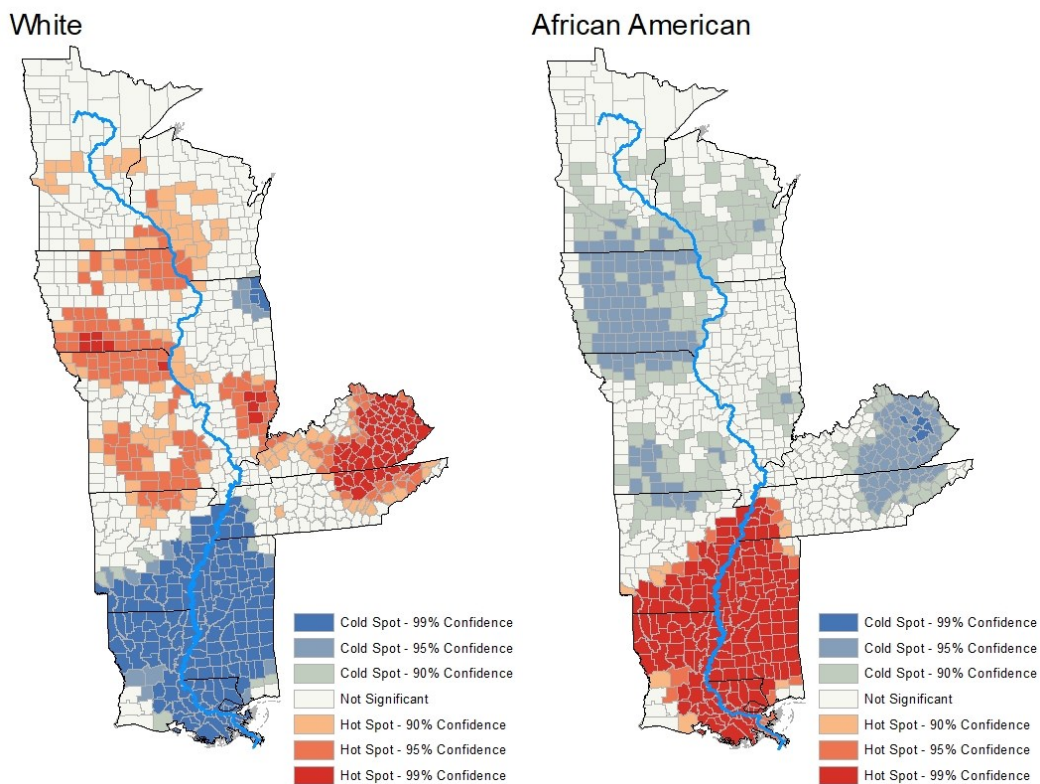 White
African American
Cold Spot - 99% Confidence
Cold Spot - 95% Confidence
Cold Spot - 90% Confidence
Not Significant
Hot Spot - 90% Confidence
Hot Spot - 95% Confidence
Hot Spot - 99% Confidence
Cold Spot - 99% Confidence
Cold Spot - 95% Confidence
Cold Spot - 90% Confidence
Not Significant
Hot Spot - 90% Confidence
Hot Spot - 95% Confidence
Hot Spot - 99% Confidence